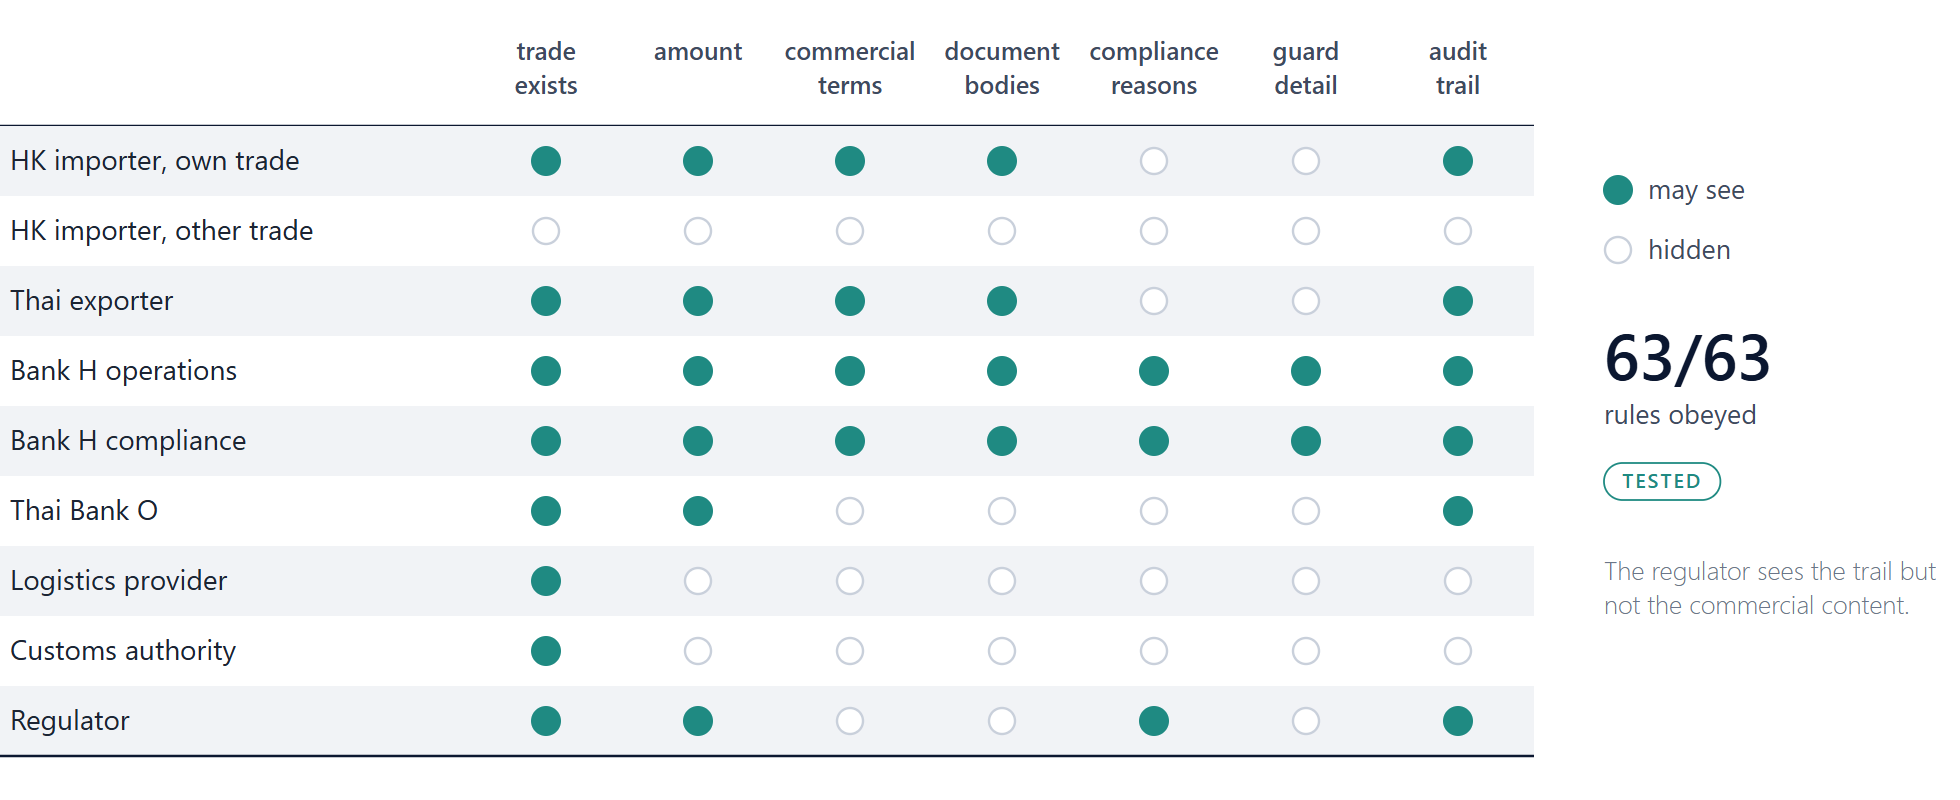 trade exists
amount
commercial terms
document bodies
compliance reasons
guard detail
audit trail
HK importer, own trade
HK importer, other trade
Thai exporter
Bank H operations
Bank H compliance
Thai Bank O
Logistics provider
Customs authority
Regulator
may see
hidden
63/63
rules obeyed
TESTED
The regulator sees the trail but
not the commercial content.